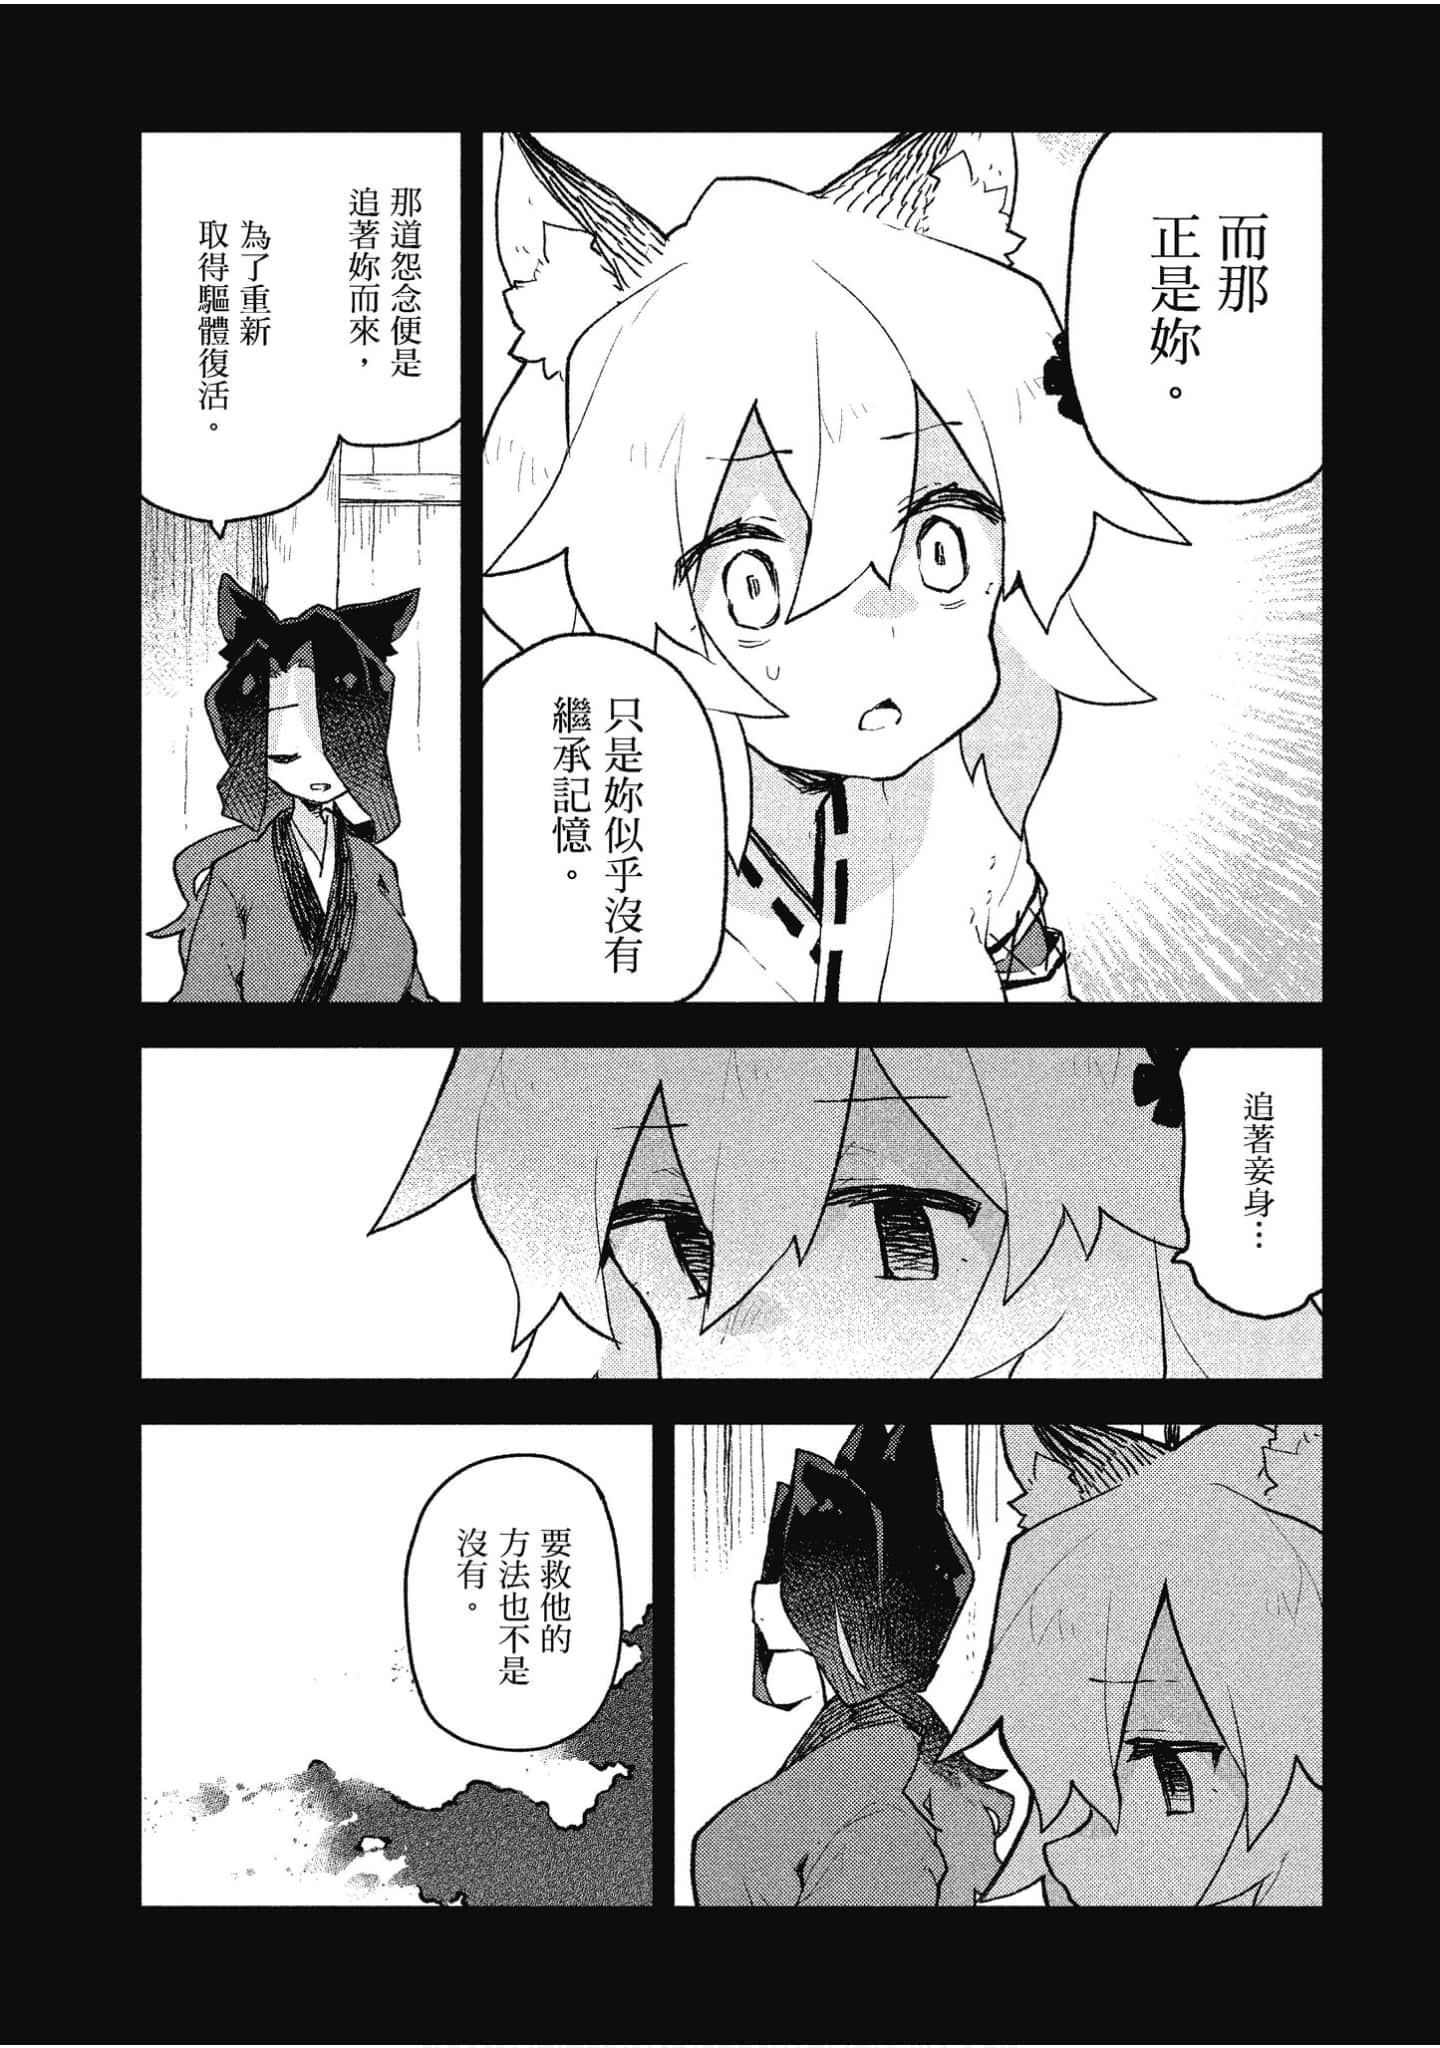 而那
正是妳。
只是妳似乎沒有
繼承記憶。
那道怨念便是
追著妳而來，
為了重新
取得驅體復活。
追著妾身…
要救他的
方法也不是
沒有。